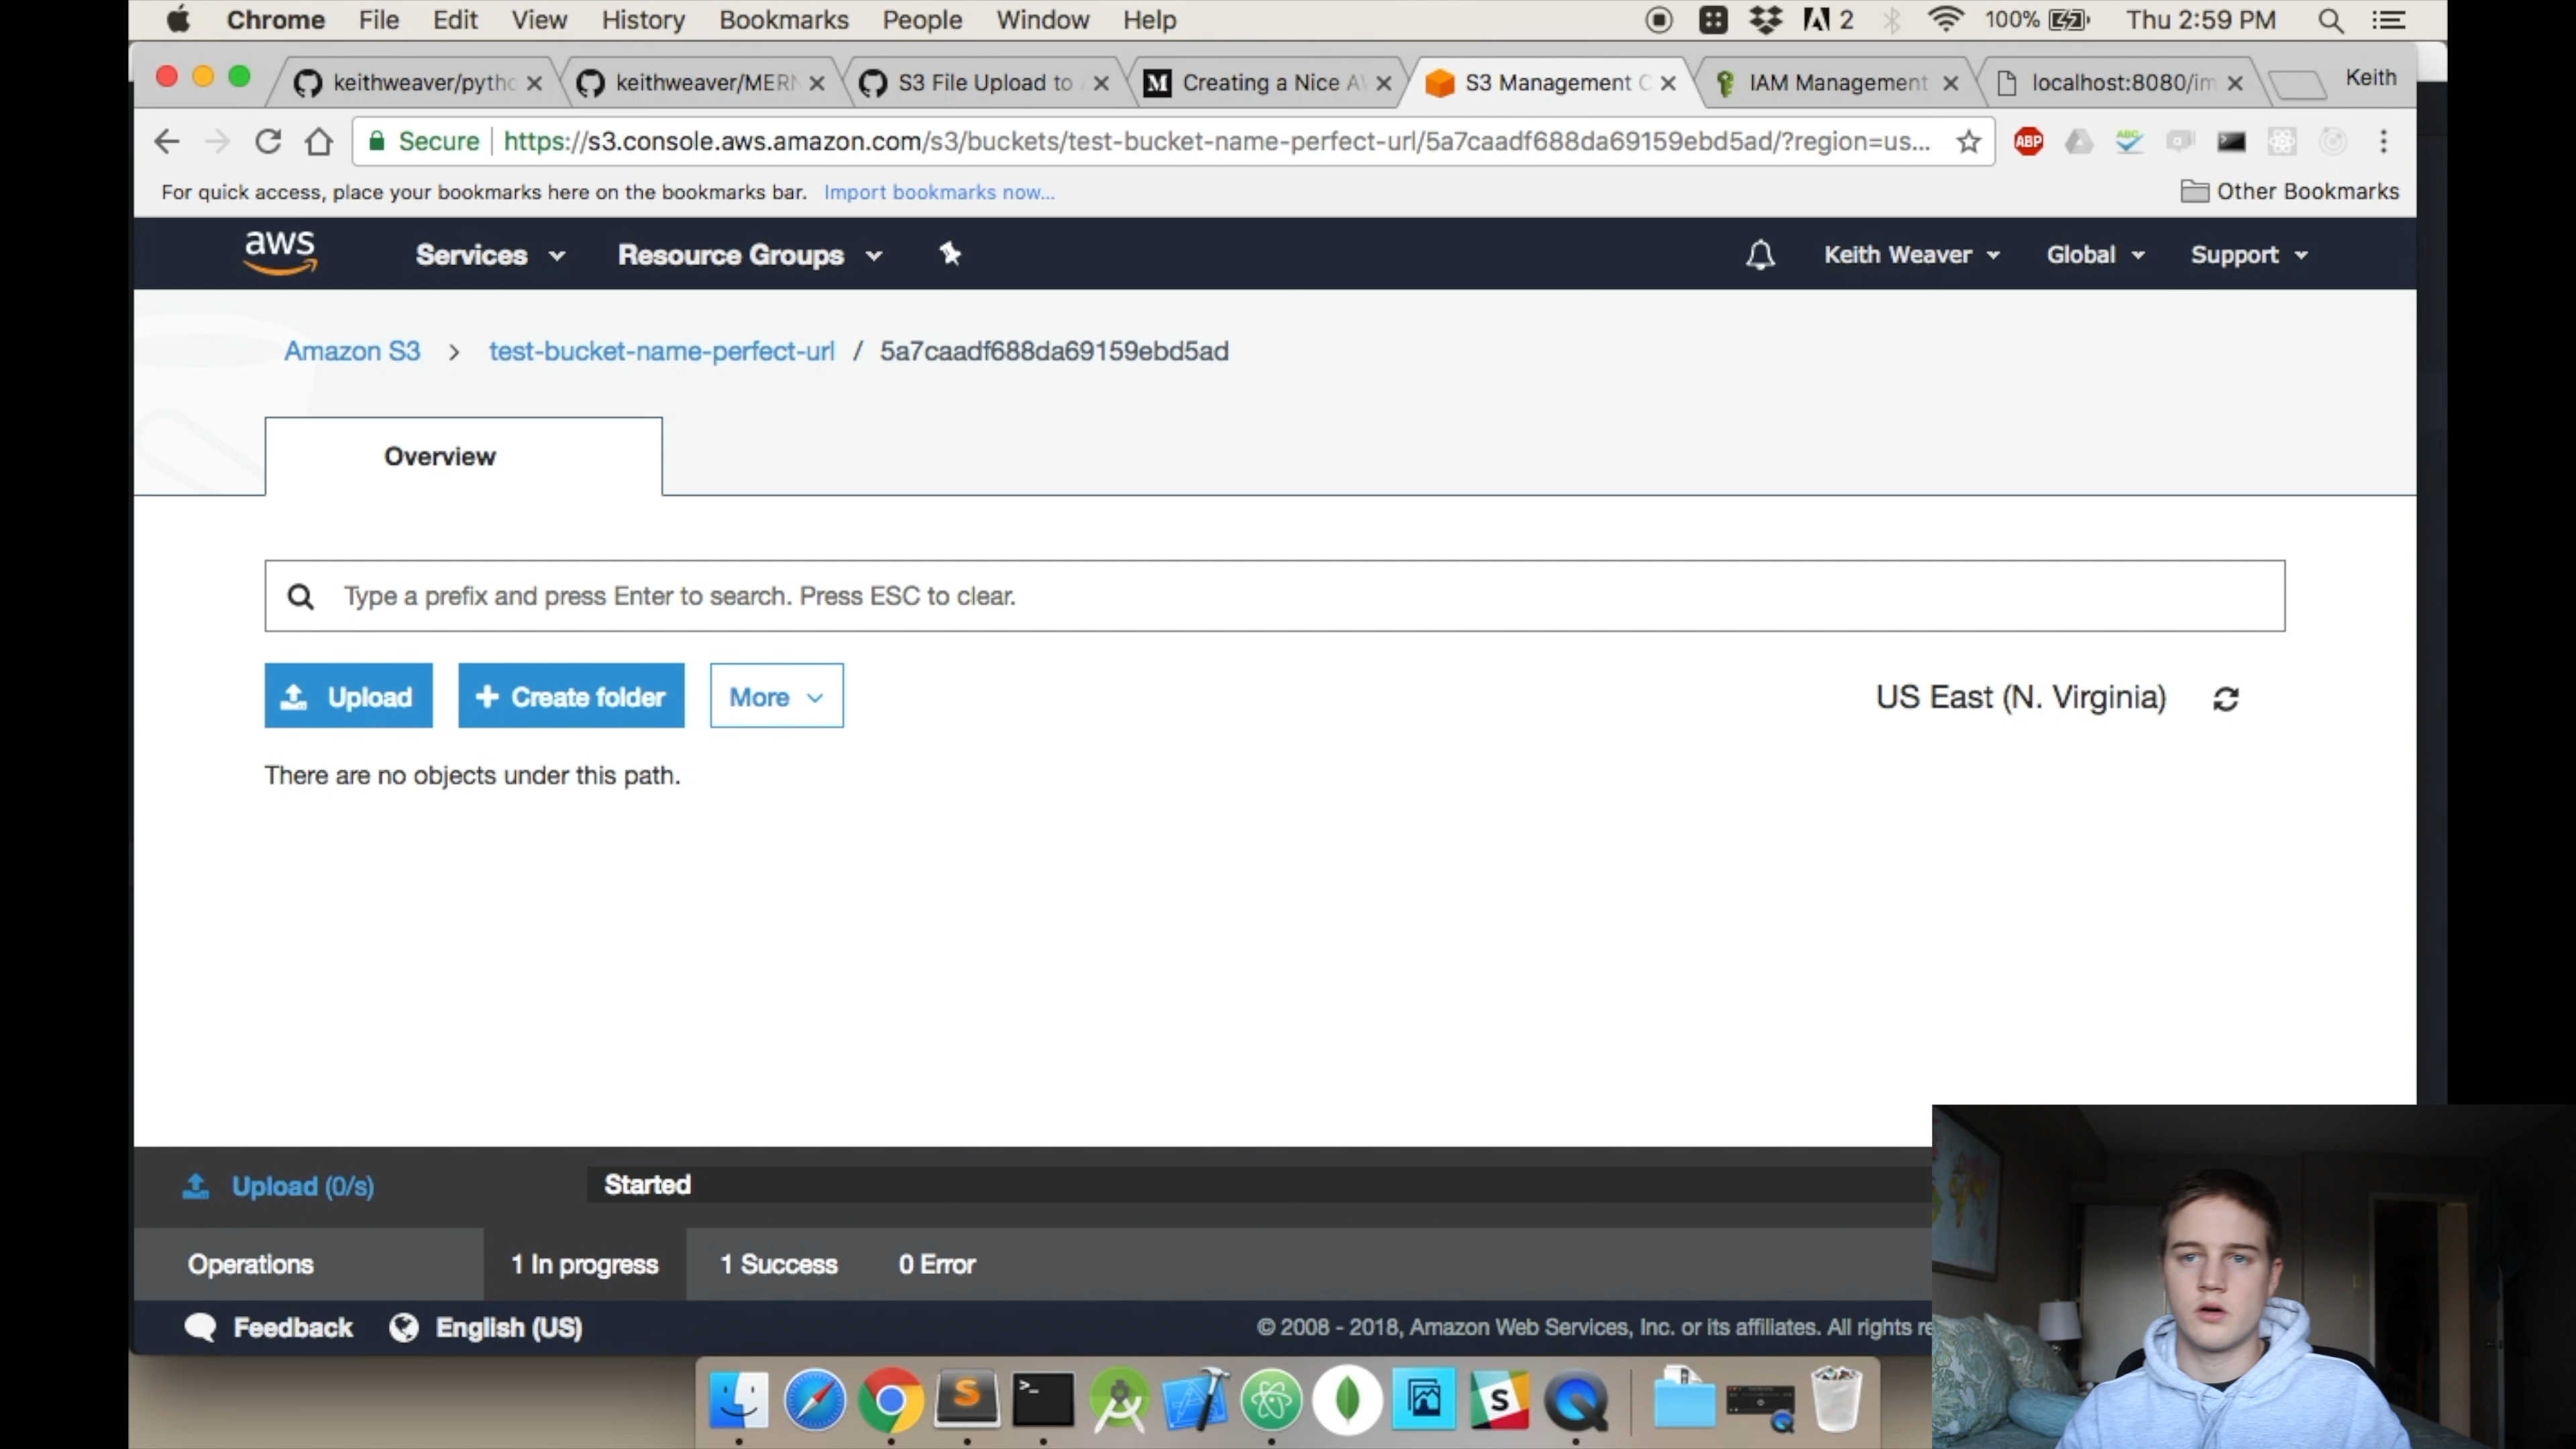 Chrome File Edit View History Bookmarks People Window Help 2 100% Thu 2:59 PM
keithweaver/pytho keithweaver/MERN S3 File Upload to Creating a Nice A S3 Management C IAM Management localhost:8080/im Keith
Secure https://s3.console.aws.amazon.com/s3/buckets/test-bucket-name-perfect-url/5a7caadf688da69159ebd5ad/?region=us... ABP
For quick access, place your bookmarks here on the bookmarks bar. Import bookmarks now... Other Bookmarks
aws Services Resource Groups Keith Weaver Global Support
Amazon S3 > test-bucket-name-perfect-url / 5a7caadf688da69159ebd5ad
Overview
Type a prefix and press Enter to search. Press ESC to clear.
Upload + Create folder More US East (N. Virginia)
There are no objects under this path.
Upload (0/s) Started
Operations 1 In progress 1 Success 0 Error
Feedback English (US) © 2008 - 2018, Amazon Web Services, Inc. or its affiliates. All rights re